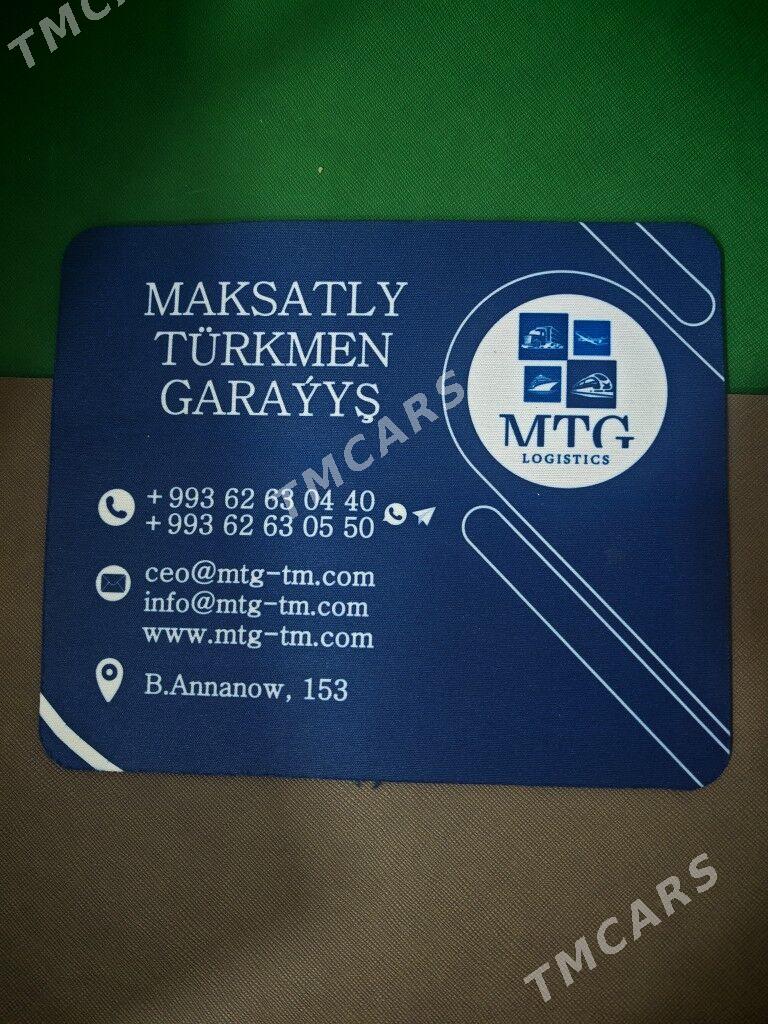 TMCARS
MAKSATLY
TÜRKMEN
GARAÝYŞ
MTG
LOGISTICS
TMCARS
+993 62 63 04 40
+993 62 63 05 50
ceo@mtg-tm.com
info@mtg-tm.com
www.mtg-tm.com
B.Annanow, 153
TMCARS